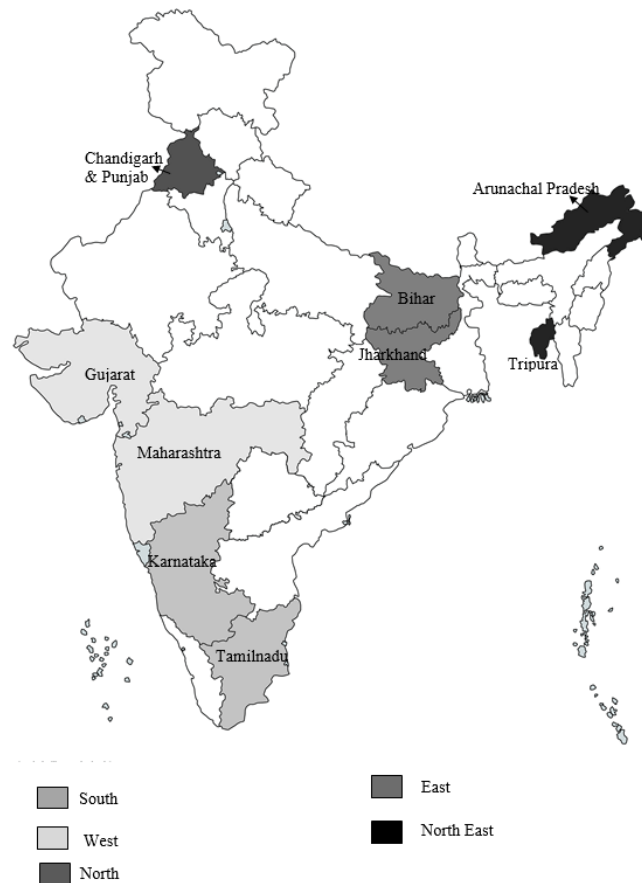 Chandigarh
& Punjab
Arunachal Pradesh
Bihar
Jharkhand
Tripura
Gujarat
Maharashtra
Karnataka
Tamilnadu
South
East
West
North East
North